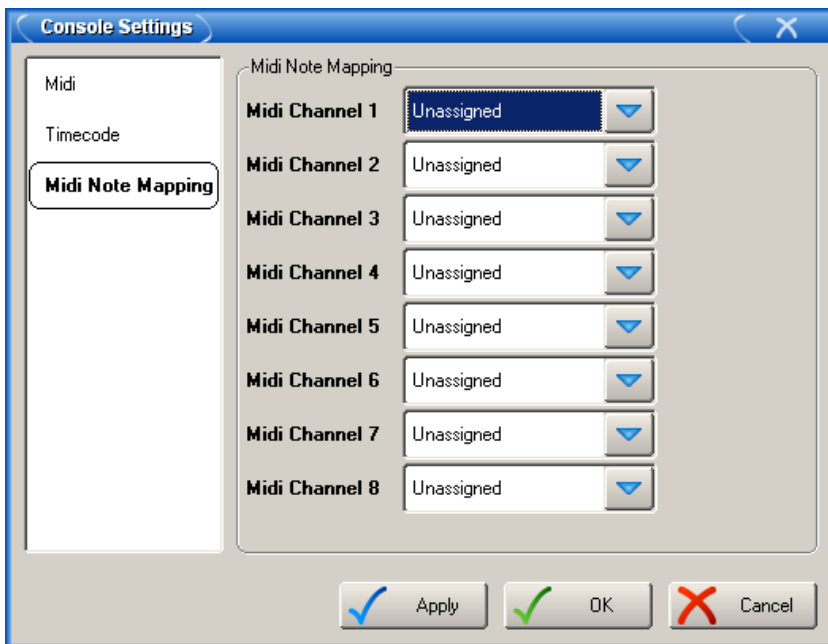 Console Settings
Midi
Timecode
Midi Note Mapping
Midi Note Mapping
Midi Channel 1 Unassigned
Midi Channel 2 Unassigned
Midi Channel 3 Unassigned
Midi Channel 4 Unassigned
Midi Channel 5 Unassigned
Midi Channel 6 Unassigned
Midi Channel 7 Unassigned
Midi Channel 8 Unassigned
Apply OK Cancel